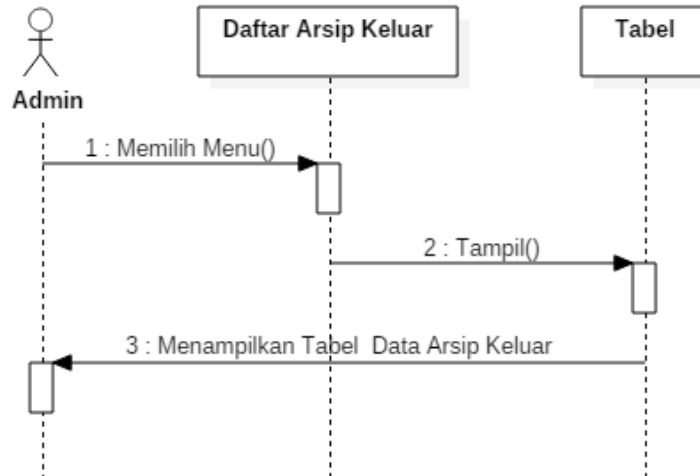 Daftar Arsip Keluar
Tabel
Admin
1 : Memilih Menu()
2 : Tampil()
3 : Menampilkan Tabel  Data Arsip Keluar